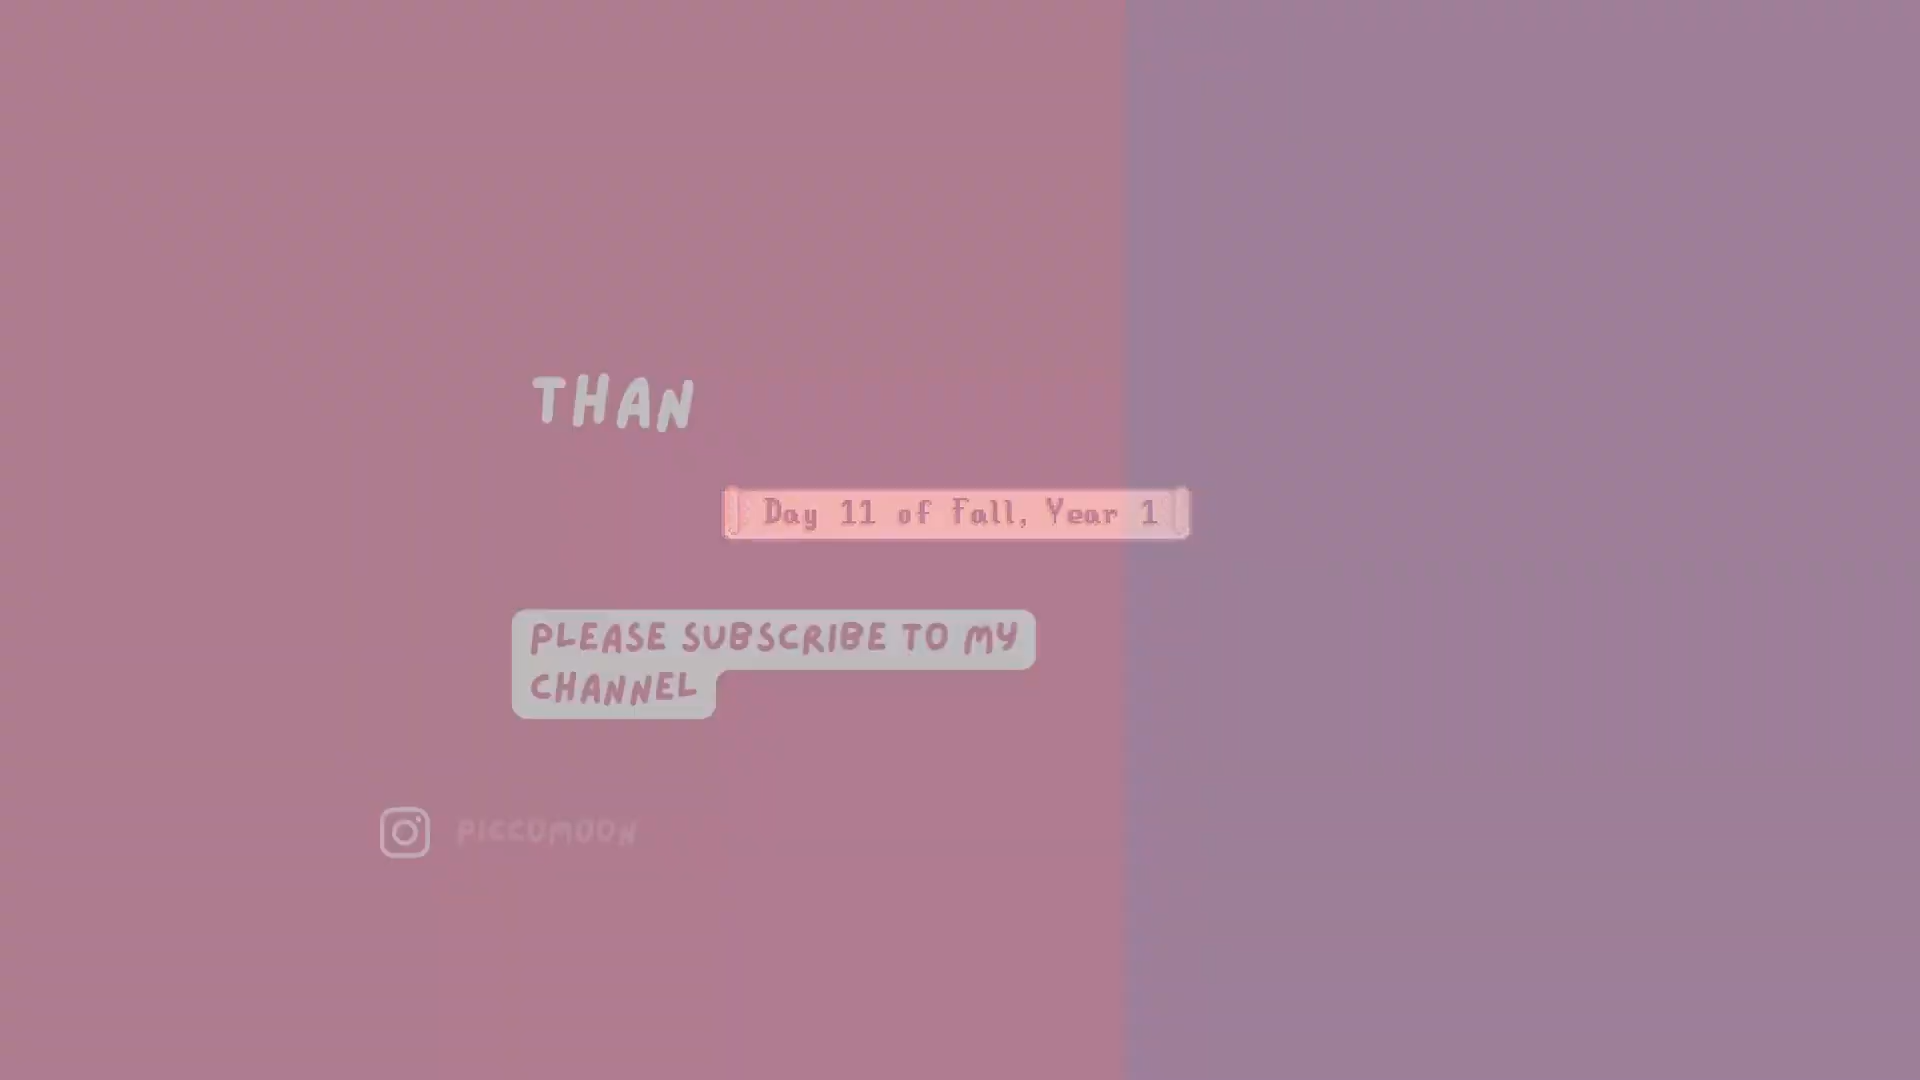 THAN
Day 11 of Fall, Year 1
PLEASE SUBSCRIBE TO MY
CHANNEL
PICCOMOON